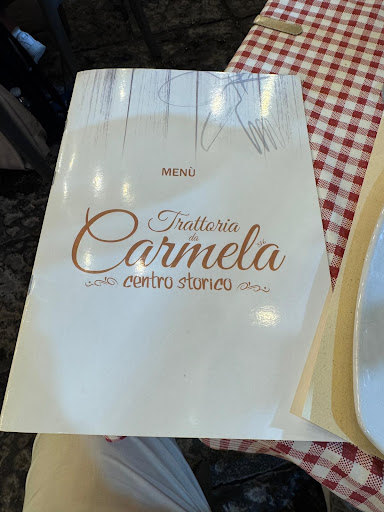 MENÙ
Trattoria
da
Carmela
centro storico